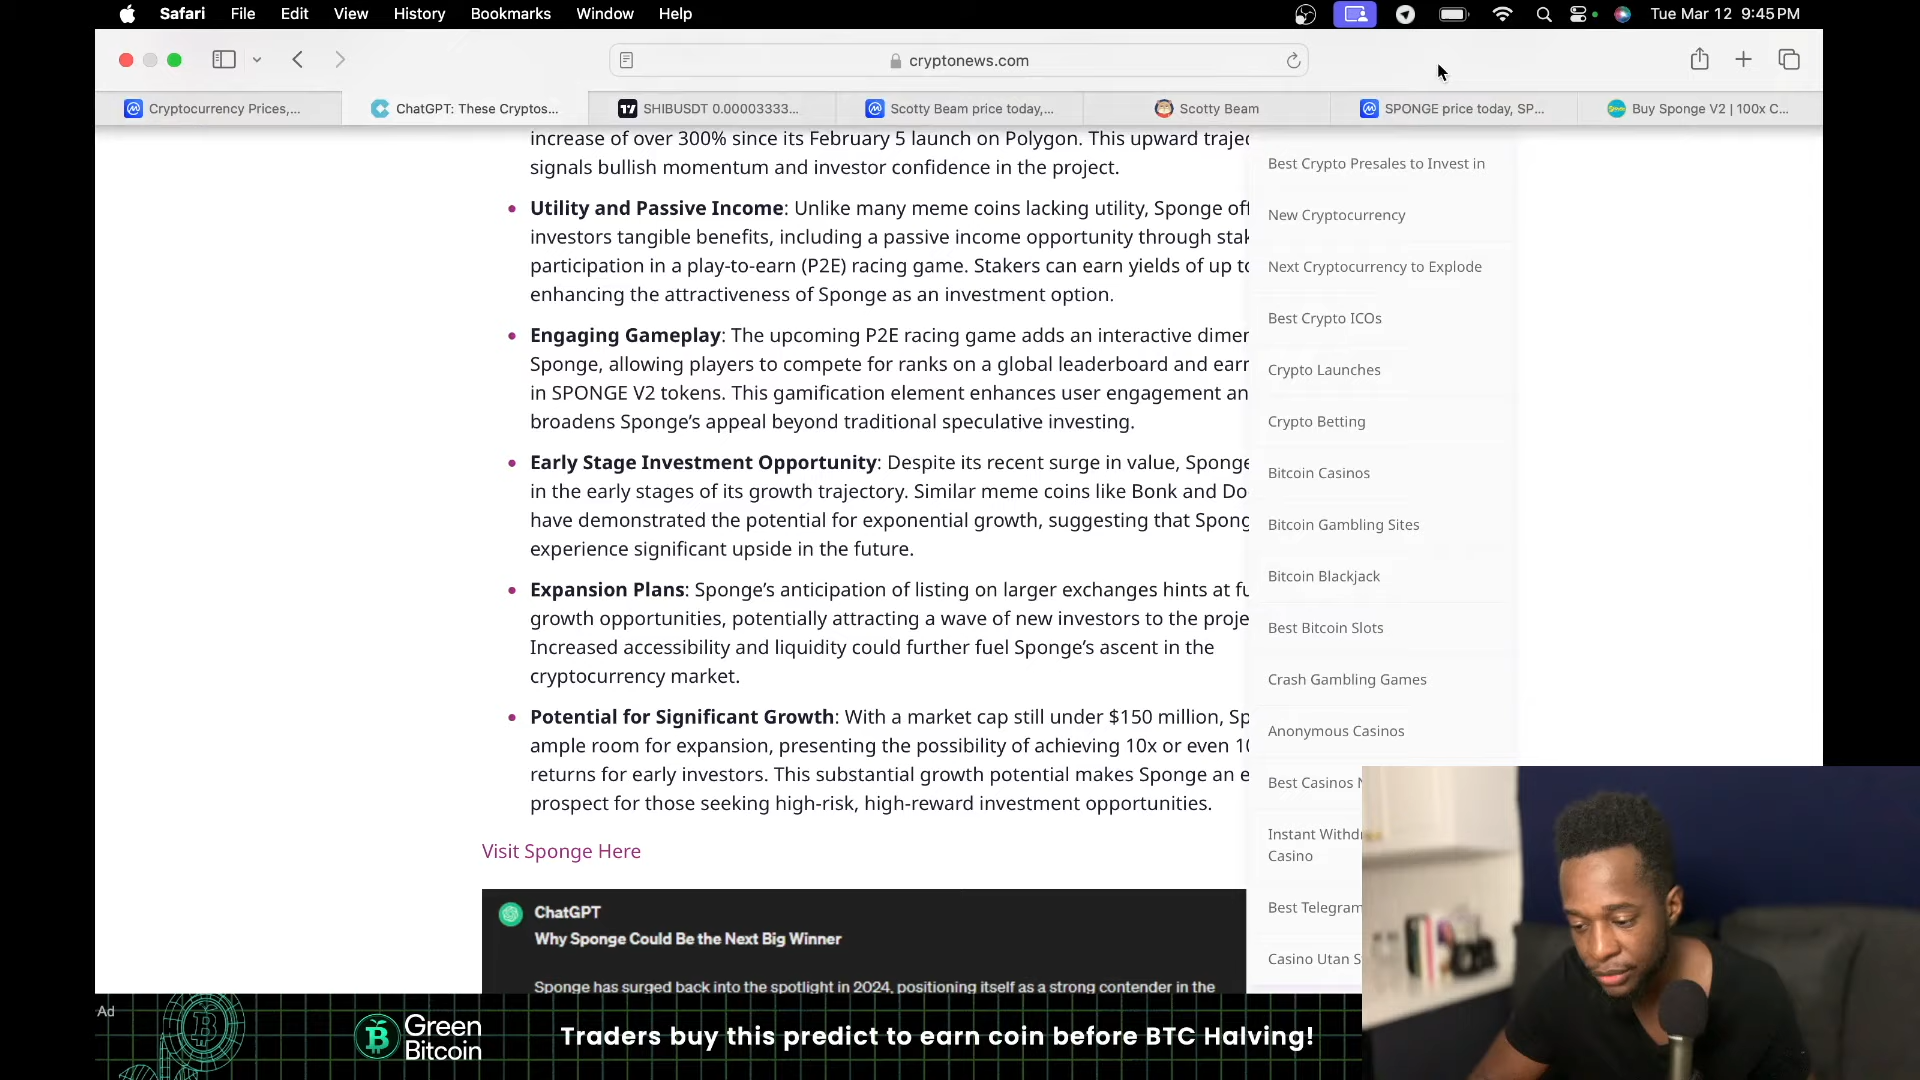 Safari File Edit View History Bookmarks Window Help Tue Mar 12 9:45 PM
cryptonews.com
Cryptocurrency Prices,... ChatGPT: These Cryptos... SHIBUSDT 0.00003333... Scotty Beam price today,... Scotty Beam SPONGE price today, SP... Buy Sponge V2 | 100x C...
increase of over 300% since its February 5 launch on Polygon. This upward
signals bullish momentum and investor confidence in the project.
Utility and Passive Income: Unlike many meme coins lacking utility, Sponge
investors tangible benefits, including a passive income opportunity through
participation in a play-to-earn (P2E) racing game. Stakers can earn yields of up
enhancing the attractiveness of Sponge as an investment option.
Engaging Gameplay: The upcoming P2E racing game adds an interactive
Sponge, allowing players to compete for ranks on a global leaderboard and
in SPONGE V2 tokens. This gamification element enhances user engagement
broadens Sponge's appeal beyond traditional speculative investing.
Early Stage Investment Opportunity: Despite its recent surge in value, Sponge
in the early stages of its growth trajectory. Similar meme coins like Bonk and
have demonstrated the potential for exponential growth, suggesting that
experience significant upside in the future.
Expansion Plans: Sponge's anticipation of listing on larger exchanges hints at
growth opportunities, potentially attracting a wave of new investors to the
Increased accessibility and liquidity could further fuel Sponge's ascent in the
cryptocurrency market.
Potential for Significant Growth: With a market cap still under $150 million,
ample room for expansion, presenting the possibility of achieving 10x or even
returns for early investors. This substantial growth potential makes Sponge an
prospect for those seeking high-risk, high-reward investment opportunities.
Visit Sponge Here
ChatGPT
Why Sponge Could Be the Next Big Winner
Sponge has surged back into the spotlight in 2024, positioning itself as a strong contender in the
Best Crypto Presales to Invest in
New Cryptocurrency
Next Cryptocurrency to Explode
Best Crypto ICOs
Crypto Launches
Crypto Betting
Bitcoin Casinos
Bitcoin Gambling Sites
Bitcoin Blackjack
Best Bitcoin Slots
Crash Gambling Games
Anonymous Casinos
Best Casinos
Instant
Casino
Best Telegram
Casino Utan
Ad
Green
Bitcoin
Traders buy this predict to earn coin before BTC Halving!